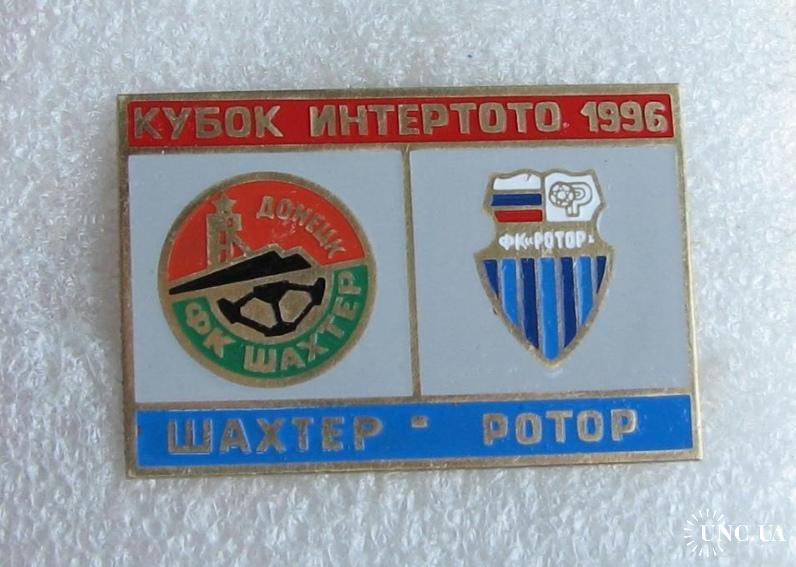 КУБОК ИНТЕРТОТО 1996
ДОНЕЦК
ФК ШАХТЕР
ФК«РОТОР»
ШАХТЕР - РОТОР
UNC.UA